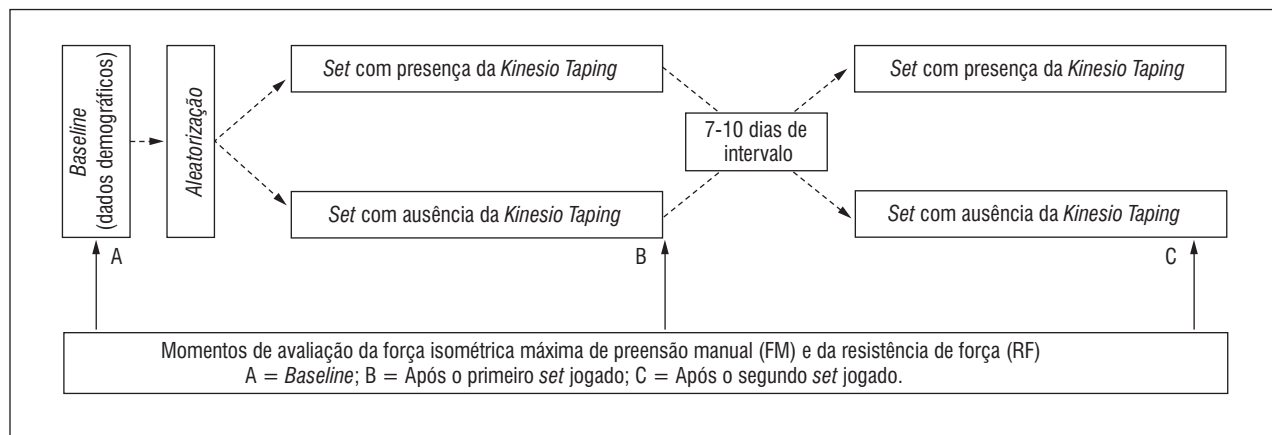 Baseline
(dados demográficos)
Aleatorização
Set com presença da Kinesio Taping
Set com ausência da Kinesio Taping
7-10 dias de
intervalo
Set com presença da Kinesio Taping
Set com ausência da Kinesio Taping
A
B
C
Momentos de avaliação da força isométrica máxima de preensão manual (FM) e da resistência de força (RF)
A = Baseline; B = Após o primeiro set jogado; C = Após o segundo set jogado.